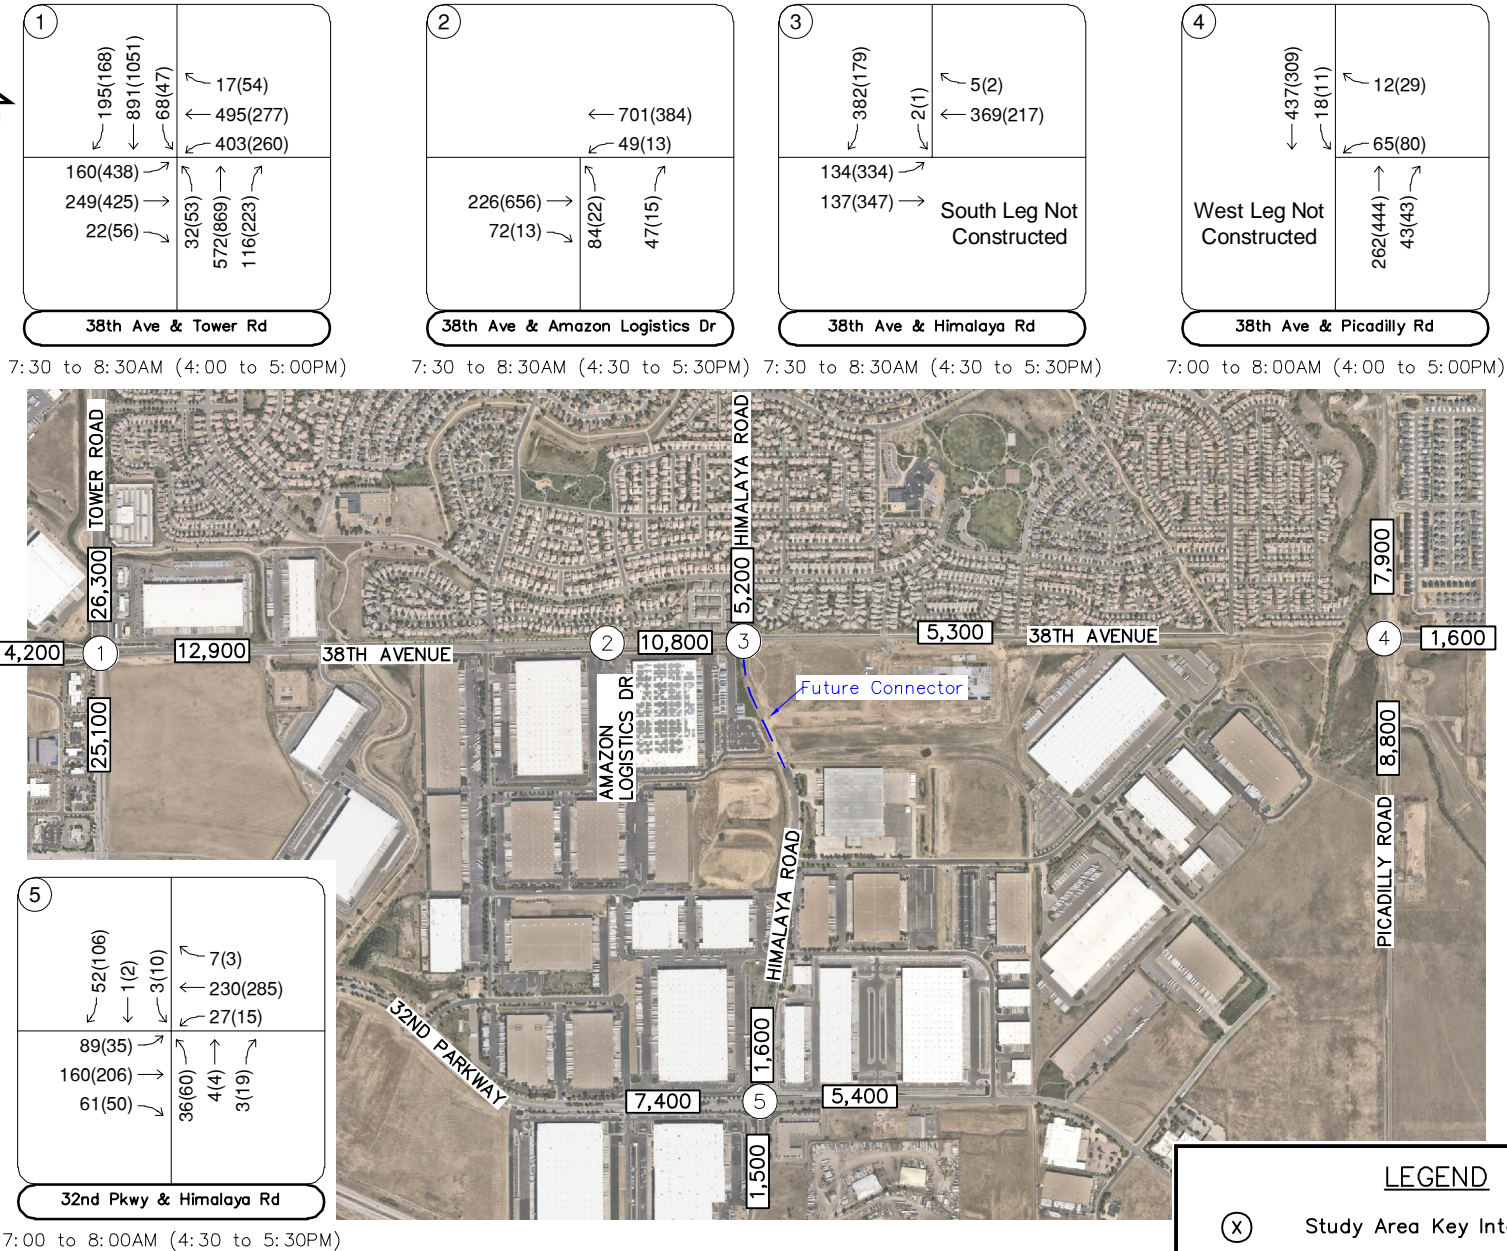 1
195(168)
891(1051)
68(47)
17(54)
495(277)
403(260)
160(438)
249(425)
22(56)
32(53)
572(869)
116(223)
38th Ave & Tower Rd
7:30 to 8:30AM (4:00 to 5:00PM)
2
701(384)
49(13)
226(656)
72(13)
84(22)
47(15)
38th Ave & Amazon Logistics Dr
7:30 to 8:30AM (4:30 to 5:30PM)
3
382(179)
2(1)
5(2)
369(217)
134(334)
137(347)
South Leg Not
Constructed
38th Ave & Himalaya Rd
7:30 to 8:30AM (4:30 to 5:30PM)
4
437(309)
18(11)
12(29)
65(80)
West Leg Not
Constructed
262(444)
43(43)
38th Ave & Picadilly Rd
7:00 to 8:00AM (4:00 to 5:00PM)
TOWER ROAD
HIMALAYA ROAD
26,300
5,200
7,900
4,200
1
12,900
38TH AVENUE
2
10,800
3
5,300
38TH AVENUE
4
1,600
25,100
AMAZON
LOGISTICS DR
Future Connector
8,800
PICADILLY ROAD
HIMALAYA ROAD
32ND PARKWAY
1,600
7,400
5
5,400
1,500
5
52(106)
1(2)
3(10)
7(3)
230(285)
27(15)
89(35)
160(206)
61(50)
36(60)
4(4)
3(19)
32nd Pkwy & Himalaya Rd
7:00 to 8:00AM (4:30 to 5:30PM)
LEGEND
X Study Area Key Int